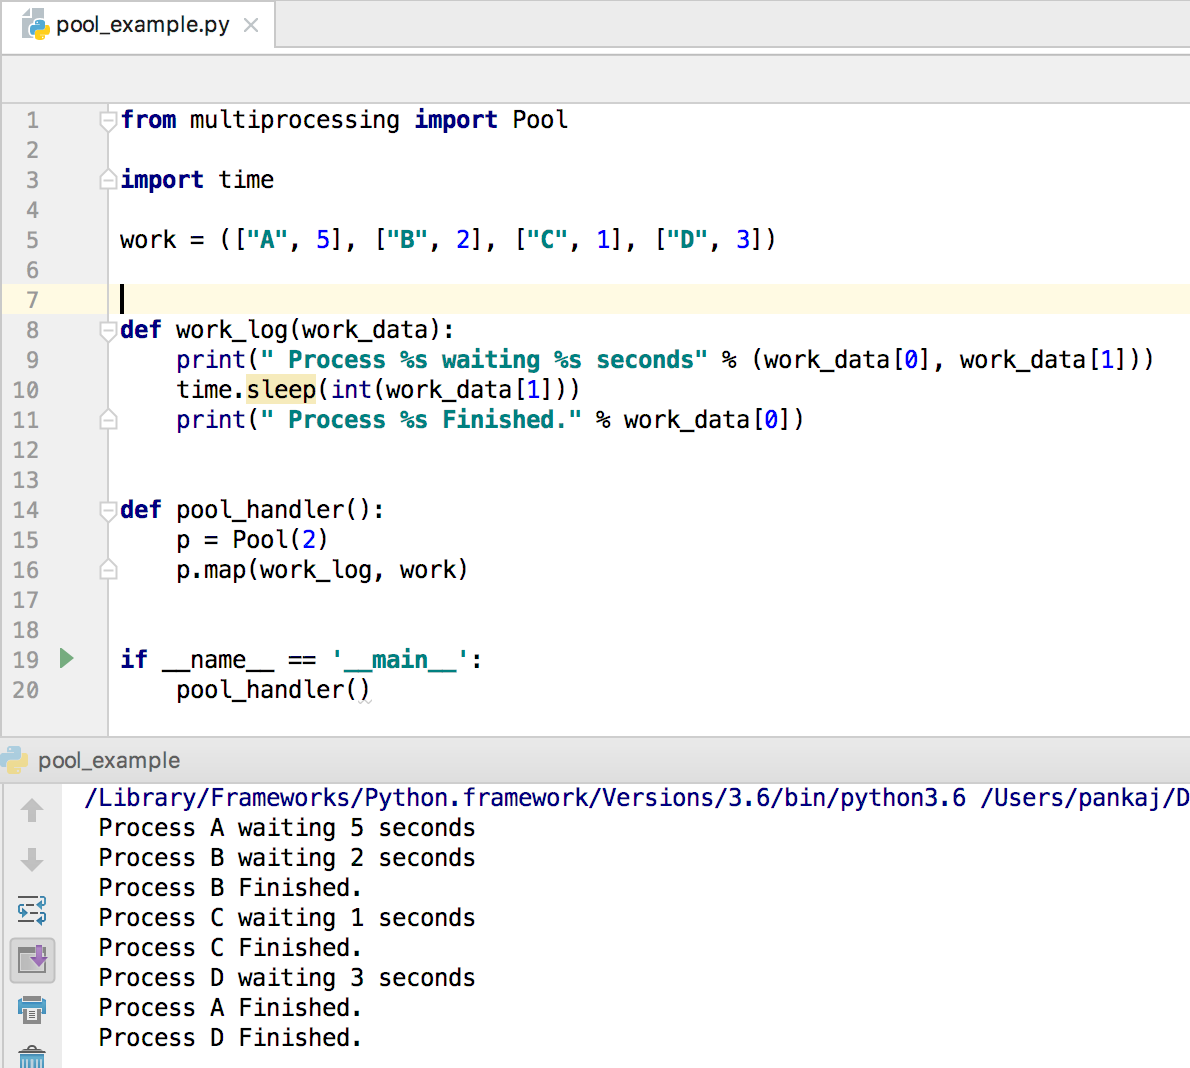 pool_example.py
1 from multiprocessing import Pool
2
3 import time
4
5 work = (["A", 5], ["B", 2], ["C", 1], ["D", 3])
6
7
8 def work_log(work_data):
9     print(" Process %s waiting %s seconds" % (work_data[0], work_data[1]))
10     time.sleep(int(work_data[1]))
11     print(" Process %s Finished." % work_data[0])
12
13
14 def pool_handler():
15     p = Pool(2)
16     p.map(work_log, work)
17
18
19 if __name__ == '__main__':
20     pool_handler()
pool_example
/Library/Frameworks/Python.framework/Versions/3.6/bin/python3.6 /Users/pankaj/D
Process A waiting 5 seconds
Process B waiting 2 seconds
Process B Finished.
Process C waiting 1 seconds
Process C Finished.
Process D waiting 3 seconds
Process A Finished.
Process D Finished.